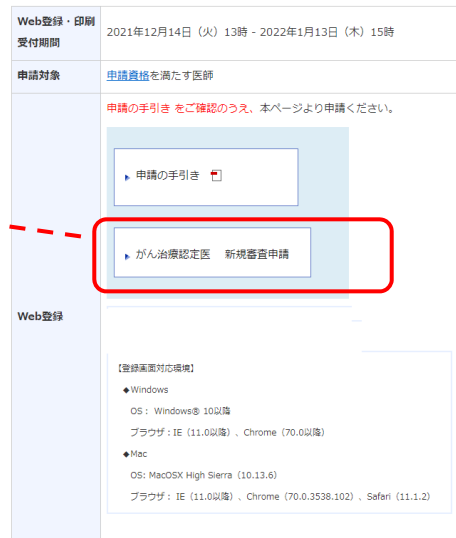 Web登録・印刷
受付期間
2021年12月14日（火）13時 - 2022年1月13日（木）15時
申請対象
申請資格を満たす医師
申請の手引き をご確認のうえ、本ページより申請ください。
申請の手引き
がん治療認定医　新規審査申請
Web登録
【登録画面対応環境】
◆Windows
OS： Windows® 10以降
ブラウザ：IE（11.0以降）、Chrome（70.0以降）
◆Mac
OS: MacOSX High Sierra（10.13.6）
ブラウザ： IE（11.0以降）、Chrome（70.0.3538.102）、Safari（11.1.2）